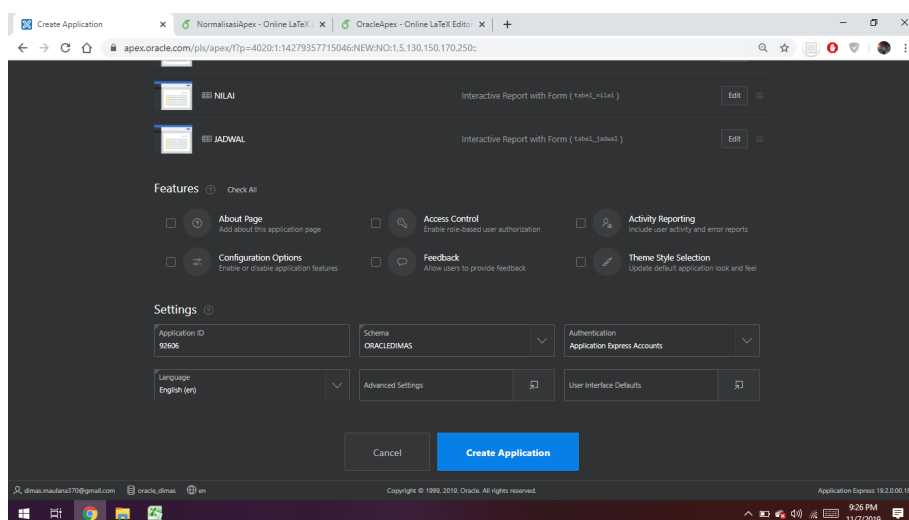 Create Application
NormalisasiApex - Online LaTeX E
OracleApex - Online LaTeX Editor
apex.oracle.com/pls/apex/f?p=4020:1:14279357715046:NEW:NO:1,5,130,150,170,250::
NILAI Interactive Report with Form ( tabel_nilai ) Edit
JADWAL Interactive Report with Form ( tabel_jadwal ) Edit
Features Check All
About Page Access Control Activity Reporting
Add about this application page Enable role-based user authorization Include user activity and error reports
Configuration Options Feedback Theme Style Selection
Enable or disable application features Allow users to provide feedback Update default application look and feel
Settings
Application ID Schema Authentication
92606 ORACLEDIMAS Application Express Accounts
Language Advanced Settings User Interface Defaults
English (en)
Cancel Create Application
dimas.maulana370@gmail.com oracle_dimas en Copyright © 1999, 2019, Oracle. All rights reserved. Application Express 19.2.0.00.18
9:26 PM
11/7/2019